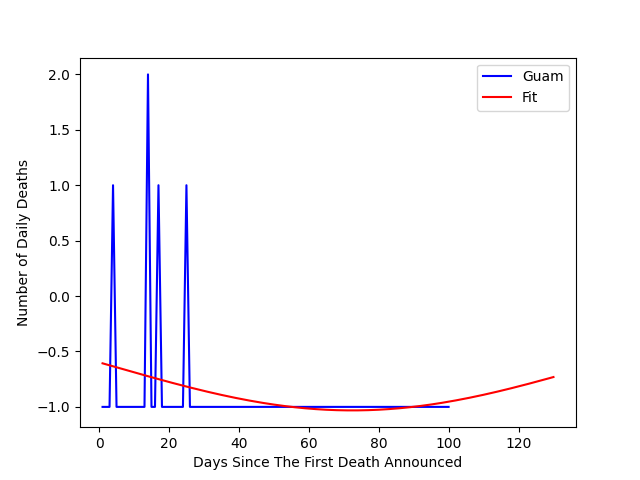 Guam
Fit
2.0
1.5
1.0
0.5
0.0
−0.5
−1.0
Number of Daily Deaths
0 20 40 60 80 100 120
Days Since The First Death Announced